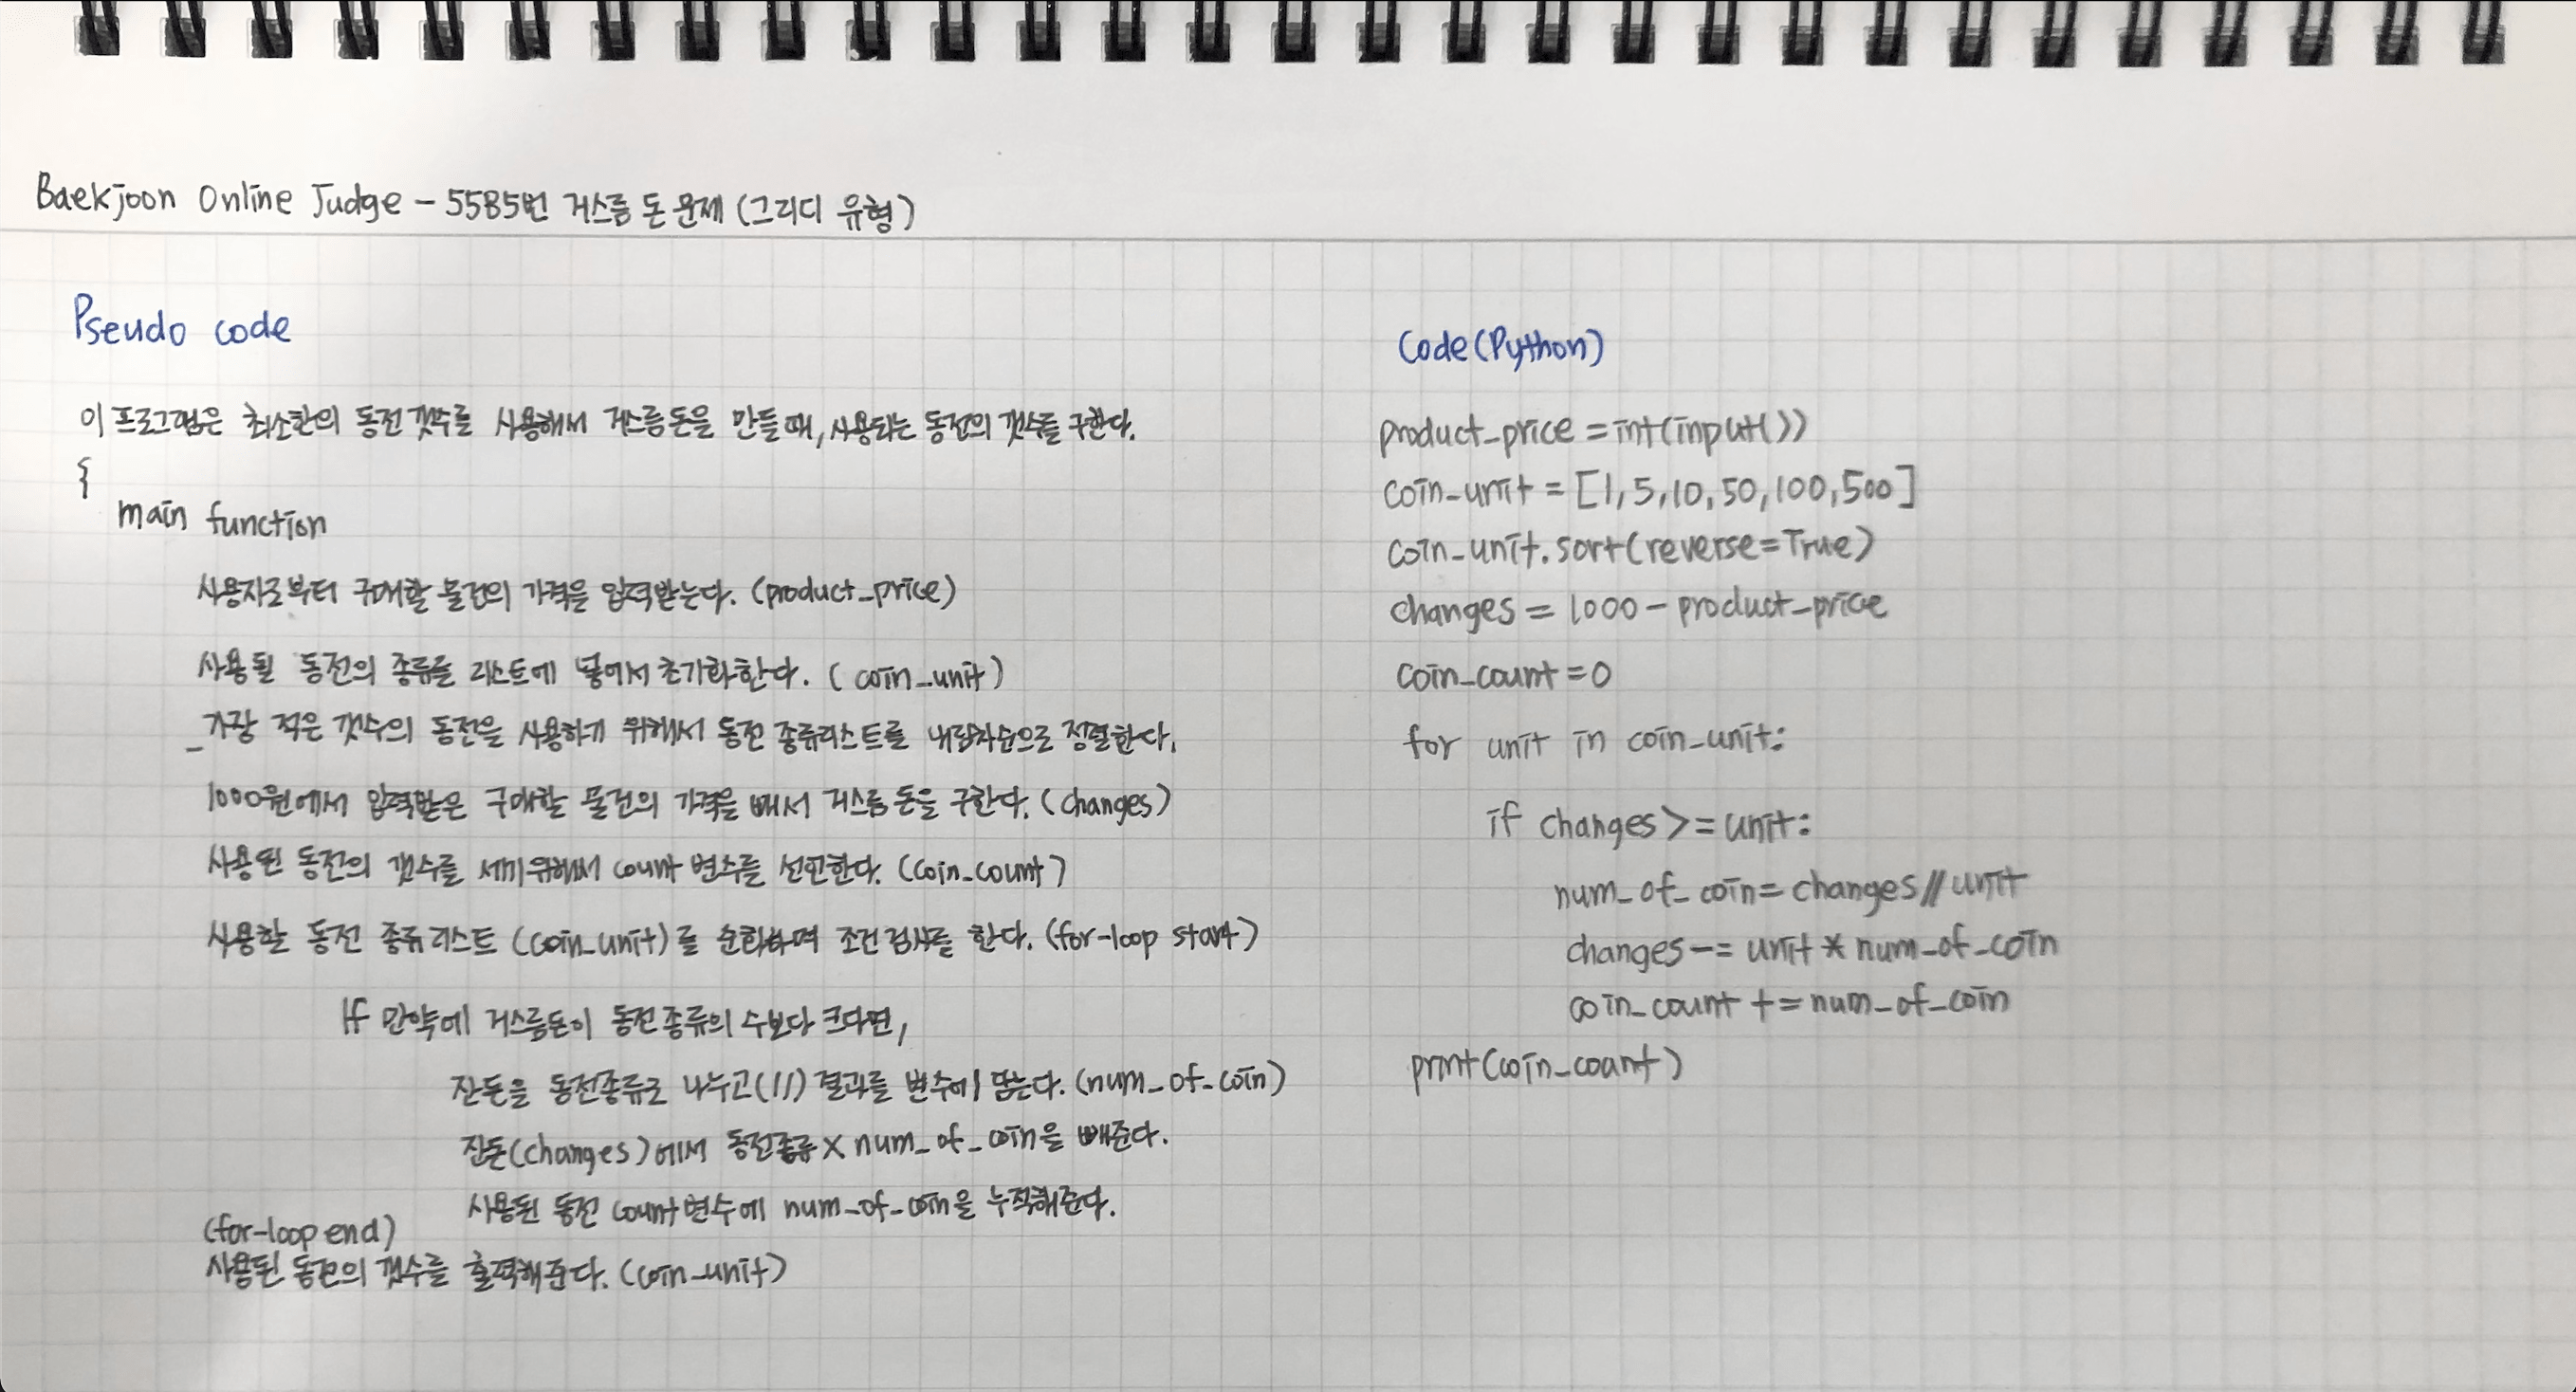 Baekjoon Online Judge - 5585번 거스름 돈 문제 (그리디 유형)
Pseudo code
이 프로그램은 최소한의 동전 갯수를 사용해서 거스름돈을 만들 때, 사용되는 동전의 갯수를 구한다.
{
main function
사용자로부터 구매할 물건의 가격을 입력받는다. (product_price)
사용될 동전의 종류를 리스트에 넣어서 초기화한다. (coin_unit)
가장 적은 갯수의 동전을 사용하기 위해서 동전 종류리스트를 내림차순으로 정렬한다.
1000원에서 입력받은 구매할 물건의 가격을 빼서 거스름 돈을 구한다. (changes)
사용된 동전의 갯수를 세기위해서 count 변수를 선언한다. (coin_count)
사용할 동전 종류 리스트 (coin_unit)를 순회하며 조건검사를 한다. (for-loop start)
If 만약에 거스름돈이 동전 종류의 수보다 크다면,
잔돈을 동전종류로 나누고(//) 결과를 변수에 담는다. (num_of_coin)
잔돈(changes)에서 동전종류 x num_of_coin을 빼준다.
사용된 동전 count변수에 num_of_coin을 누적해준다.
(for-loop end)
사용된 동전의 갯수를 출력해준다. (coin_unit)
Code(Python)
product_price = int(input())
coin_unit = [1, 5, 10, 50, 100, 500]
coin_unit.sort(reverse=True)
changes = 1000 - product_price
coin_count = 0
for unit in coin_unit:
if changes >= unit:
num_of_coin = changes // unit
changes -= unit * num_of_coin
coin_count += num_of_coin
print(coin_count)